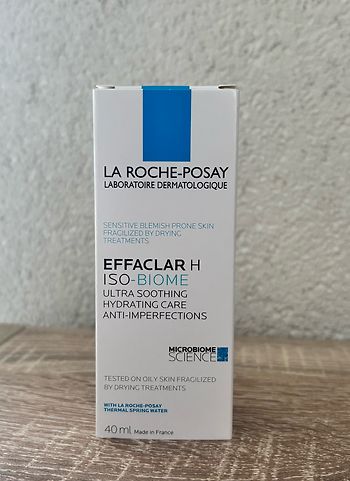 LA ROCHE-POSAY
LABORATOIRE DERMATOLOGIQUE
SENSITIVE BLEMISH PRONE SKIN
FRAGILIZED BY DRYING
TREATMENTS
EFFACLAR H
ISO-BIOME
ULTRA SOOTHING
HYDRATING CARE
ANTI-IMPERFECTIONS
MICROBIOME
SCIENCE
TESTED ON OILY SKIN FRAGILIZED
BY DRYING TREATMENTS
WITH LA ROCHE-POSAY
THERMAL SPRING WATER
40 ml Made in France